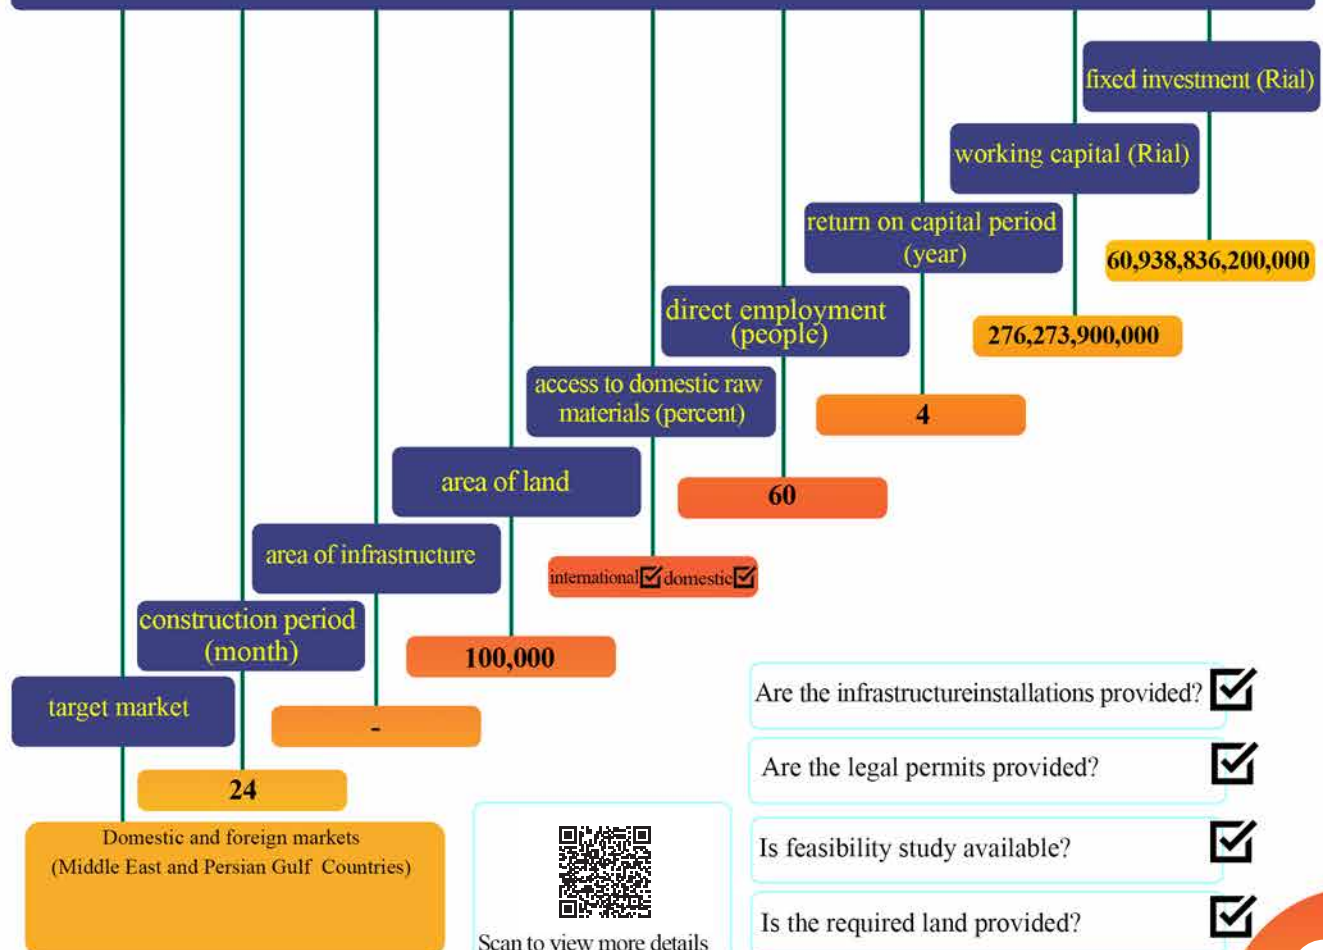 fixed investment (Rial)
60,938,836,200,000
working capital (Rial)
276,273,900,000
return on capital period
(year)
4
direct employment
(people)
60
access to domestic raw
materials (percent)
international ☑ domestic ☑
area of land
100,000
area of infrastructure
-
construction period
(month)
24
target market
Domestic and foreign markets
(Middle East and Persian Gulf Countries)
Scan to view more details
Are the infrastructureinstallations provided? ☑
Are the legal permits provided? ☑
Is feasibility study available? ☑
Is the required land provided? ☑